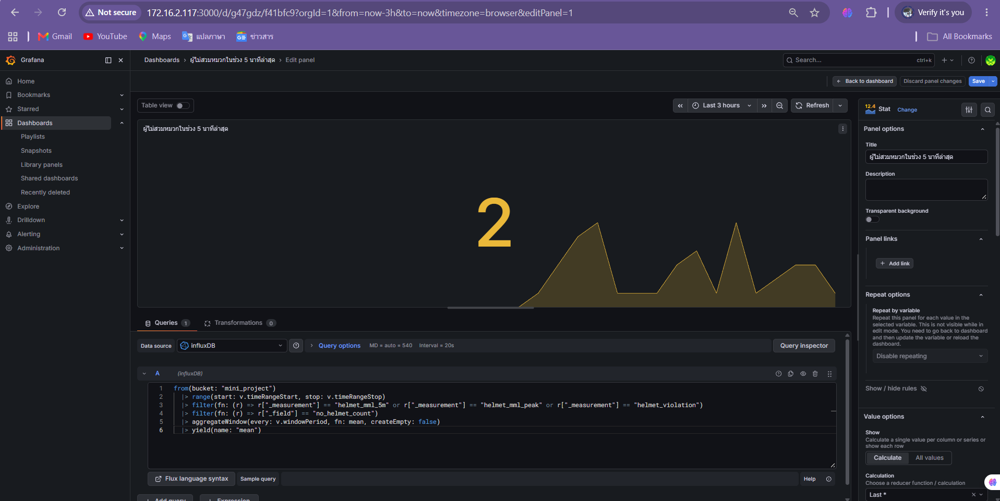 Not secure
172.16.2.117:3000/d/g47gdz/f41bfc9?orgId=1&from=now-3h&to=now&timezone=browser&editPanel=1
Verify it's you
Gmail
YouTube
Maps
แปลภาษา
ข่าวสาร
All Bookmarks
Grafana
Dashboards › ผู้ไม่สวมหมวกในช่วง 5 นาทีล่าสุด › Edit panel
Search...
ctrl+k
Home
Bookmarks
Starred
Dashboards
Playlists
Snapshots
Library panels
Shared dashboards
Recently deleted
Explore
Drilldown
Alerting
Administration
Back to dashboard
Discard panel changes
Save
Table view
Last 3 hours
Refresh
ผู้ไม่สวมหมวกในช่วง 5 นาทีล่าสุด
2
Queries 1
Transformations 0
Data source
influxDB
Query options
MD = auto = 540
Interval = 20s
Query inspector
A
(influxDB)
1 from(bucket: "mini_project")
2 |> range(start: v.timeRangeStart, stop: v.timeRangeStop)
3 |> filter(fn: (r) => r["_measurement"] == "helmet_mml_5m" or r["_measurement"] == "helmet_mml_peak" or r["_measurement"] == "helmet_violation")
4 |> filter(fn: (r) => r["_field"] == "no_helmet_count")
5 |> aggregateWindow(every: v.windowPeriod, fn: mean, createEmpty: false)
6 |> yield(name: "mean")
Flux language syntax
Sample query
Help
+ Add query
+ Expression
12.4
Stat
Change
Panel options
Title
ผู้ไม่สวมหมวกในช่วง 5 นาทีล่าสุด
Description
Transparent background
Panel links
+ Add link
Repeat options
Repeat by variable
Repeat this panel for each value in the
selected variable. This is not visible while in
edit mode. You need to go back to dashboard
and then update the variable or reload the
dashboard.
Disable repeating
Show / hide rules
Value options
Show
Calculate a single value per column or series or
show each row
Calculate
All values
Calculation
Choose a reducer function / calculation
Last *